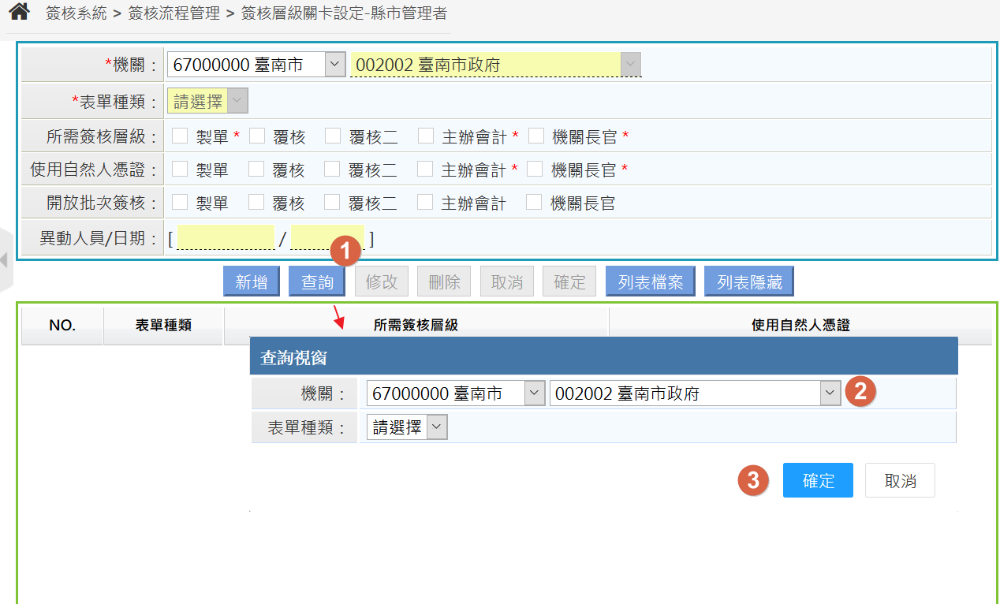 簽核系統 > 簽核流程管理 > 簽核層級關卡設定-縣市管理者
*機關： 67000000 臺南市 002002 臺南市政府
*表單種類： 請選擇
所需簽核層級： 製單* 覆核 覆核二 主辦會計* 機關長官*
使用自然人憑證： 製單 覆核 覆核二 主辦會計* 機關長官*
開放批次簽核： 製單 覆核 覆核二 主辦會計 機關長官
異動人員/日期： [ / ]
1
新增 查詢 修改 刪除 取消 確定 列表檔案 列表隱藏
NO. 表單種類 所需簽核層級 使用自然人憑證
查詢視窗
機關： 67000000 臺南市 002002 臺南市政府 2
表單種類： 請選擇
3 確定 取消